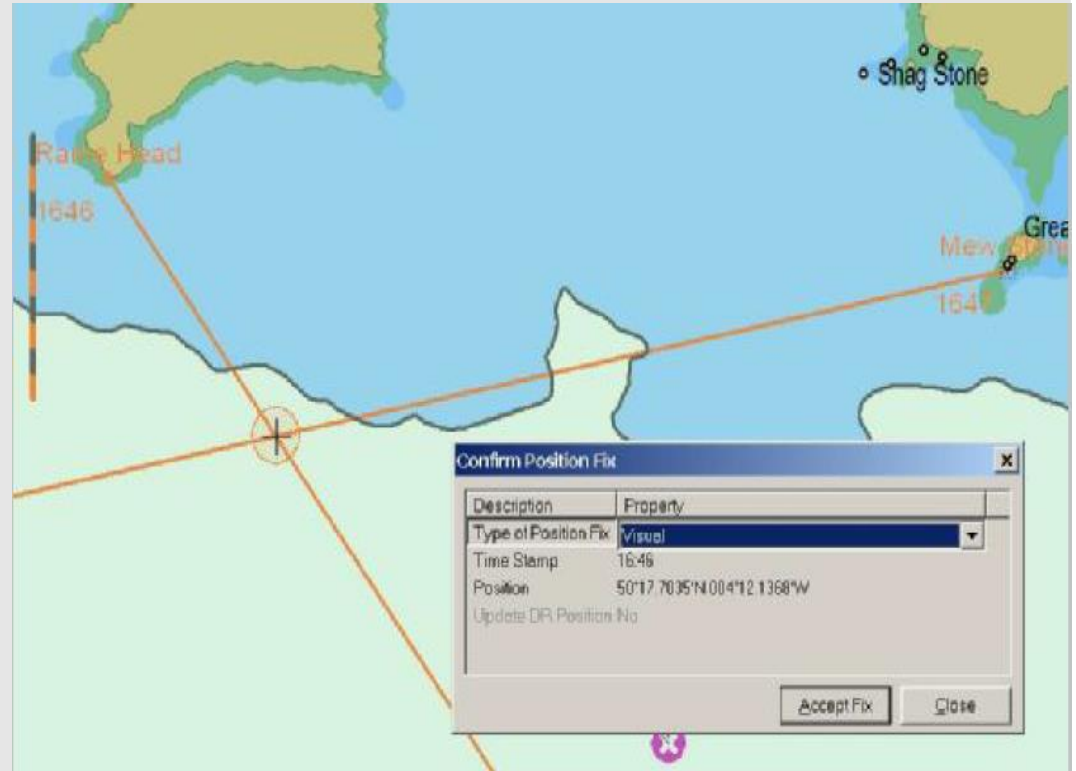 Shag Stone
Rame Head
1646
Grea
Mew Stone
1647
Confirm Position Fix
Description Property
Type of Position Fix Visual
Time Stamp 16:46
Position 50°17.7035'N 004°12.1368'W
Update DR Position No
Accept Fix Close